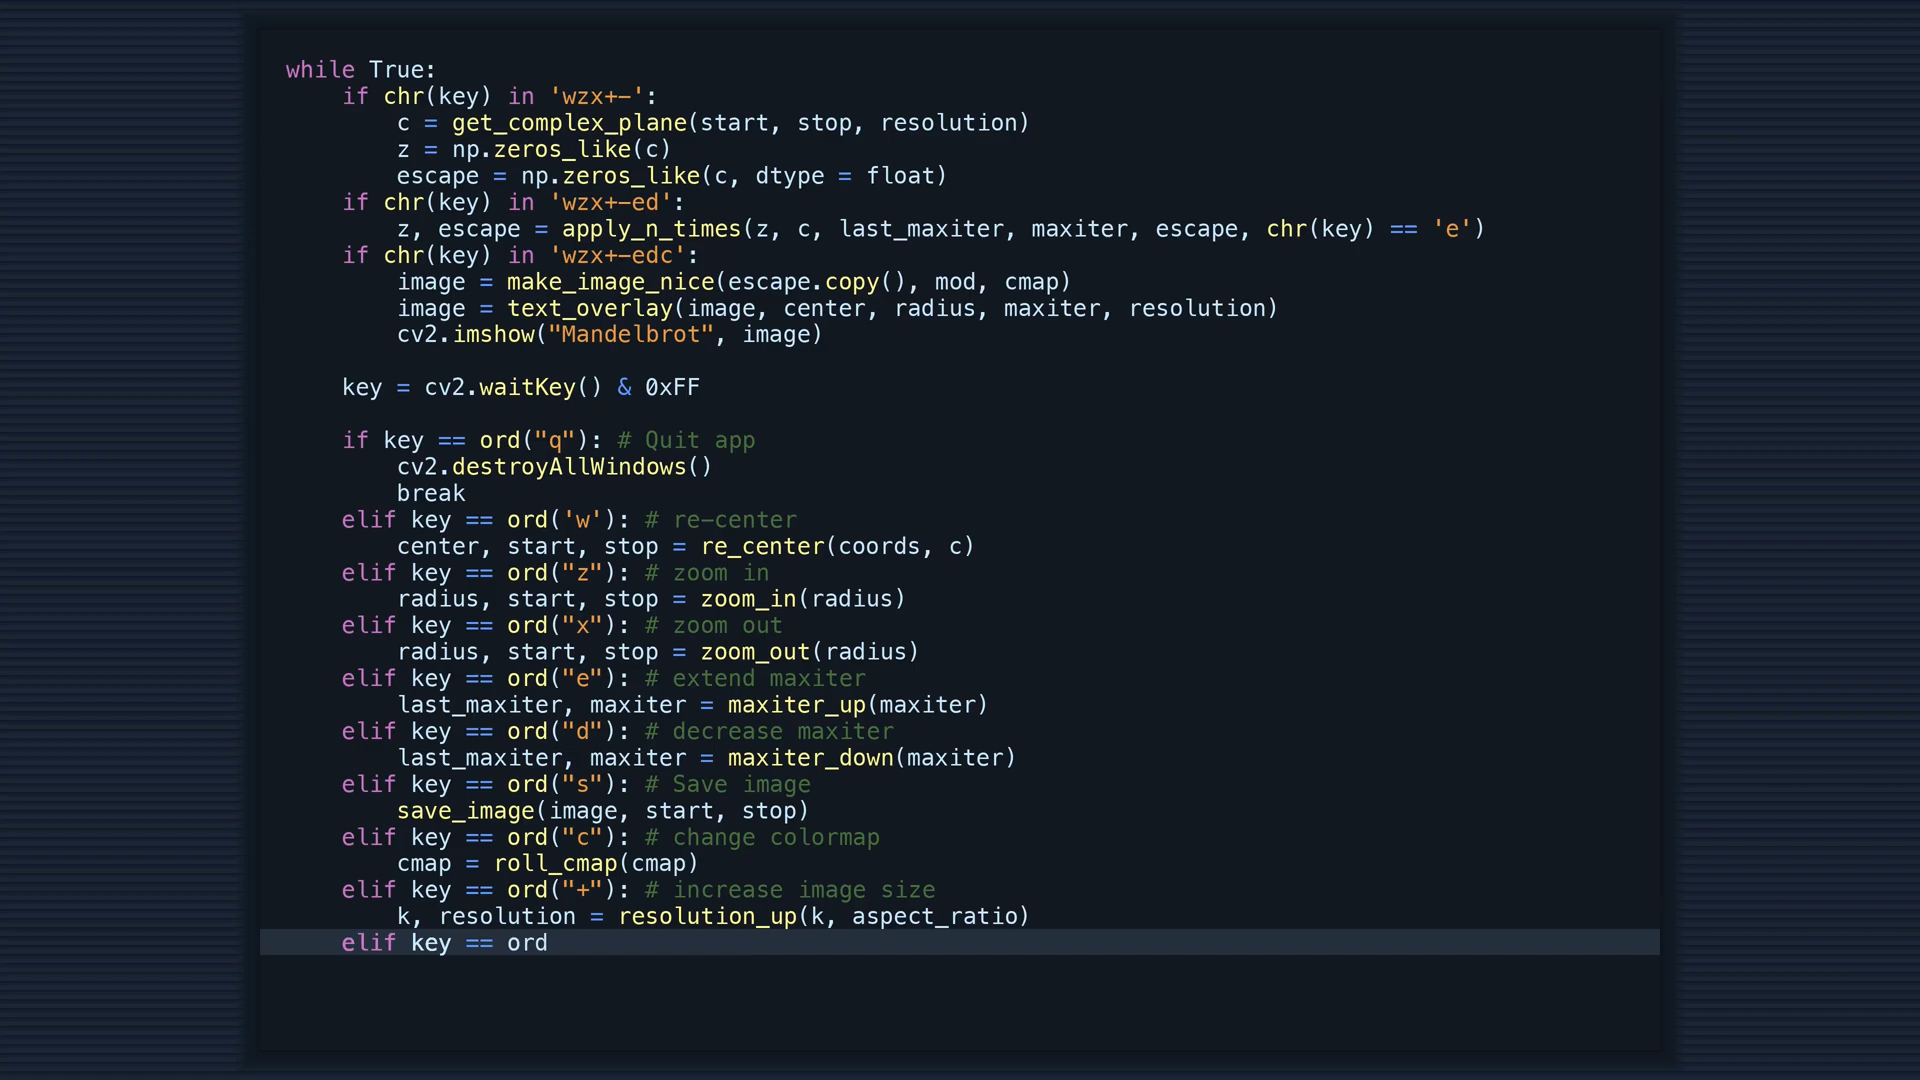 while True:
    if chr(key) in 'wzx+-':
        c = get_complex_plane(start, stop, resolution)
        z = np.zeros_like(c)
        escape = np.zeros_like(c, dtype = float)
    if chr(key) in 'wzx+-ed':
        z, escape = apply_n_times(z, c, last_maxiter, maxiter, escape, chr(key) == 'e')
    if chr(key) in 'wzx+-edc':
        image = make_image_nice(escape.copy(), mod, cmap)
        image = text_overlay(image, center, radius, maxiter, resolution)
        cv2.imshow("Mandelbrot", image)

    key = cv2.waitKey() & 0xFF

    if key == ord("q"): # Quit app
        cv2.destroyAllWindows()
        break
    elif key == ord('w'): # re-center
        center, start, stop = re_center(coords, c)
    elif key == ord("z"): # zoom in
        radius, start, stop = zoom_in(radius)
    elif key == ord("x"): # zoom out
        radius, start, stop = zoom_out(radius)
    elif key == ord("e"): # extend maxiter
        last_maxiter, maxiter = maxiter_up(maxiter)
    elif key == ord("d"): # decrease maxiter
        last_maxiter, maxiter = maxiter_down(maxiter)
    elif key == ord("s"): # Save image
        save_image(image, start, stop)
    elif key == ord("c"): # change colormap
        cmap = roll_cmap(cmap)
    elif key == ord("+"): # increase image size
        k, resolution = resolution_up(k, aspect_ratio)
    elif key == ord